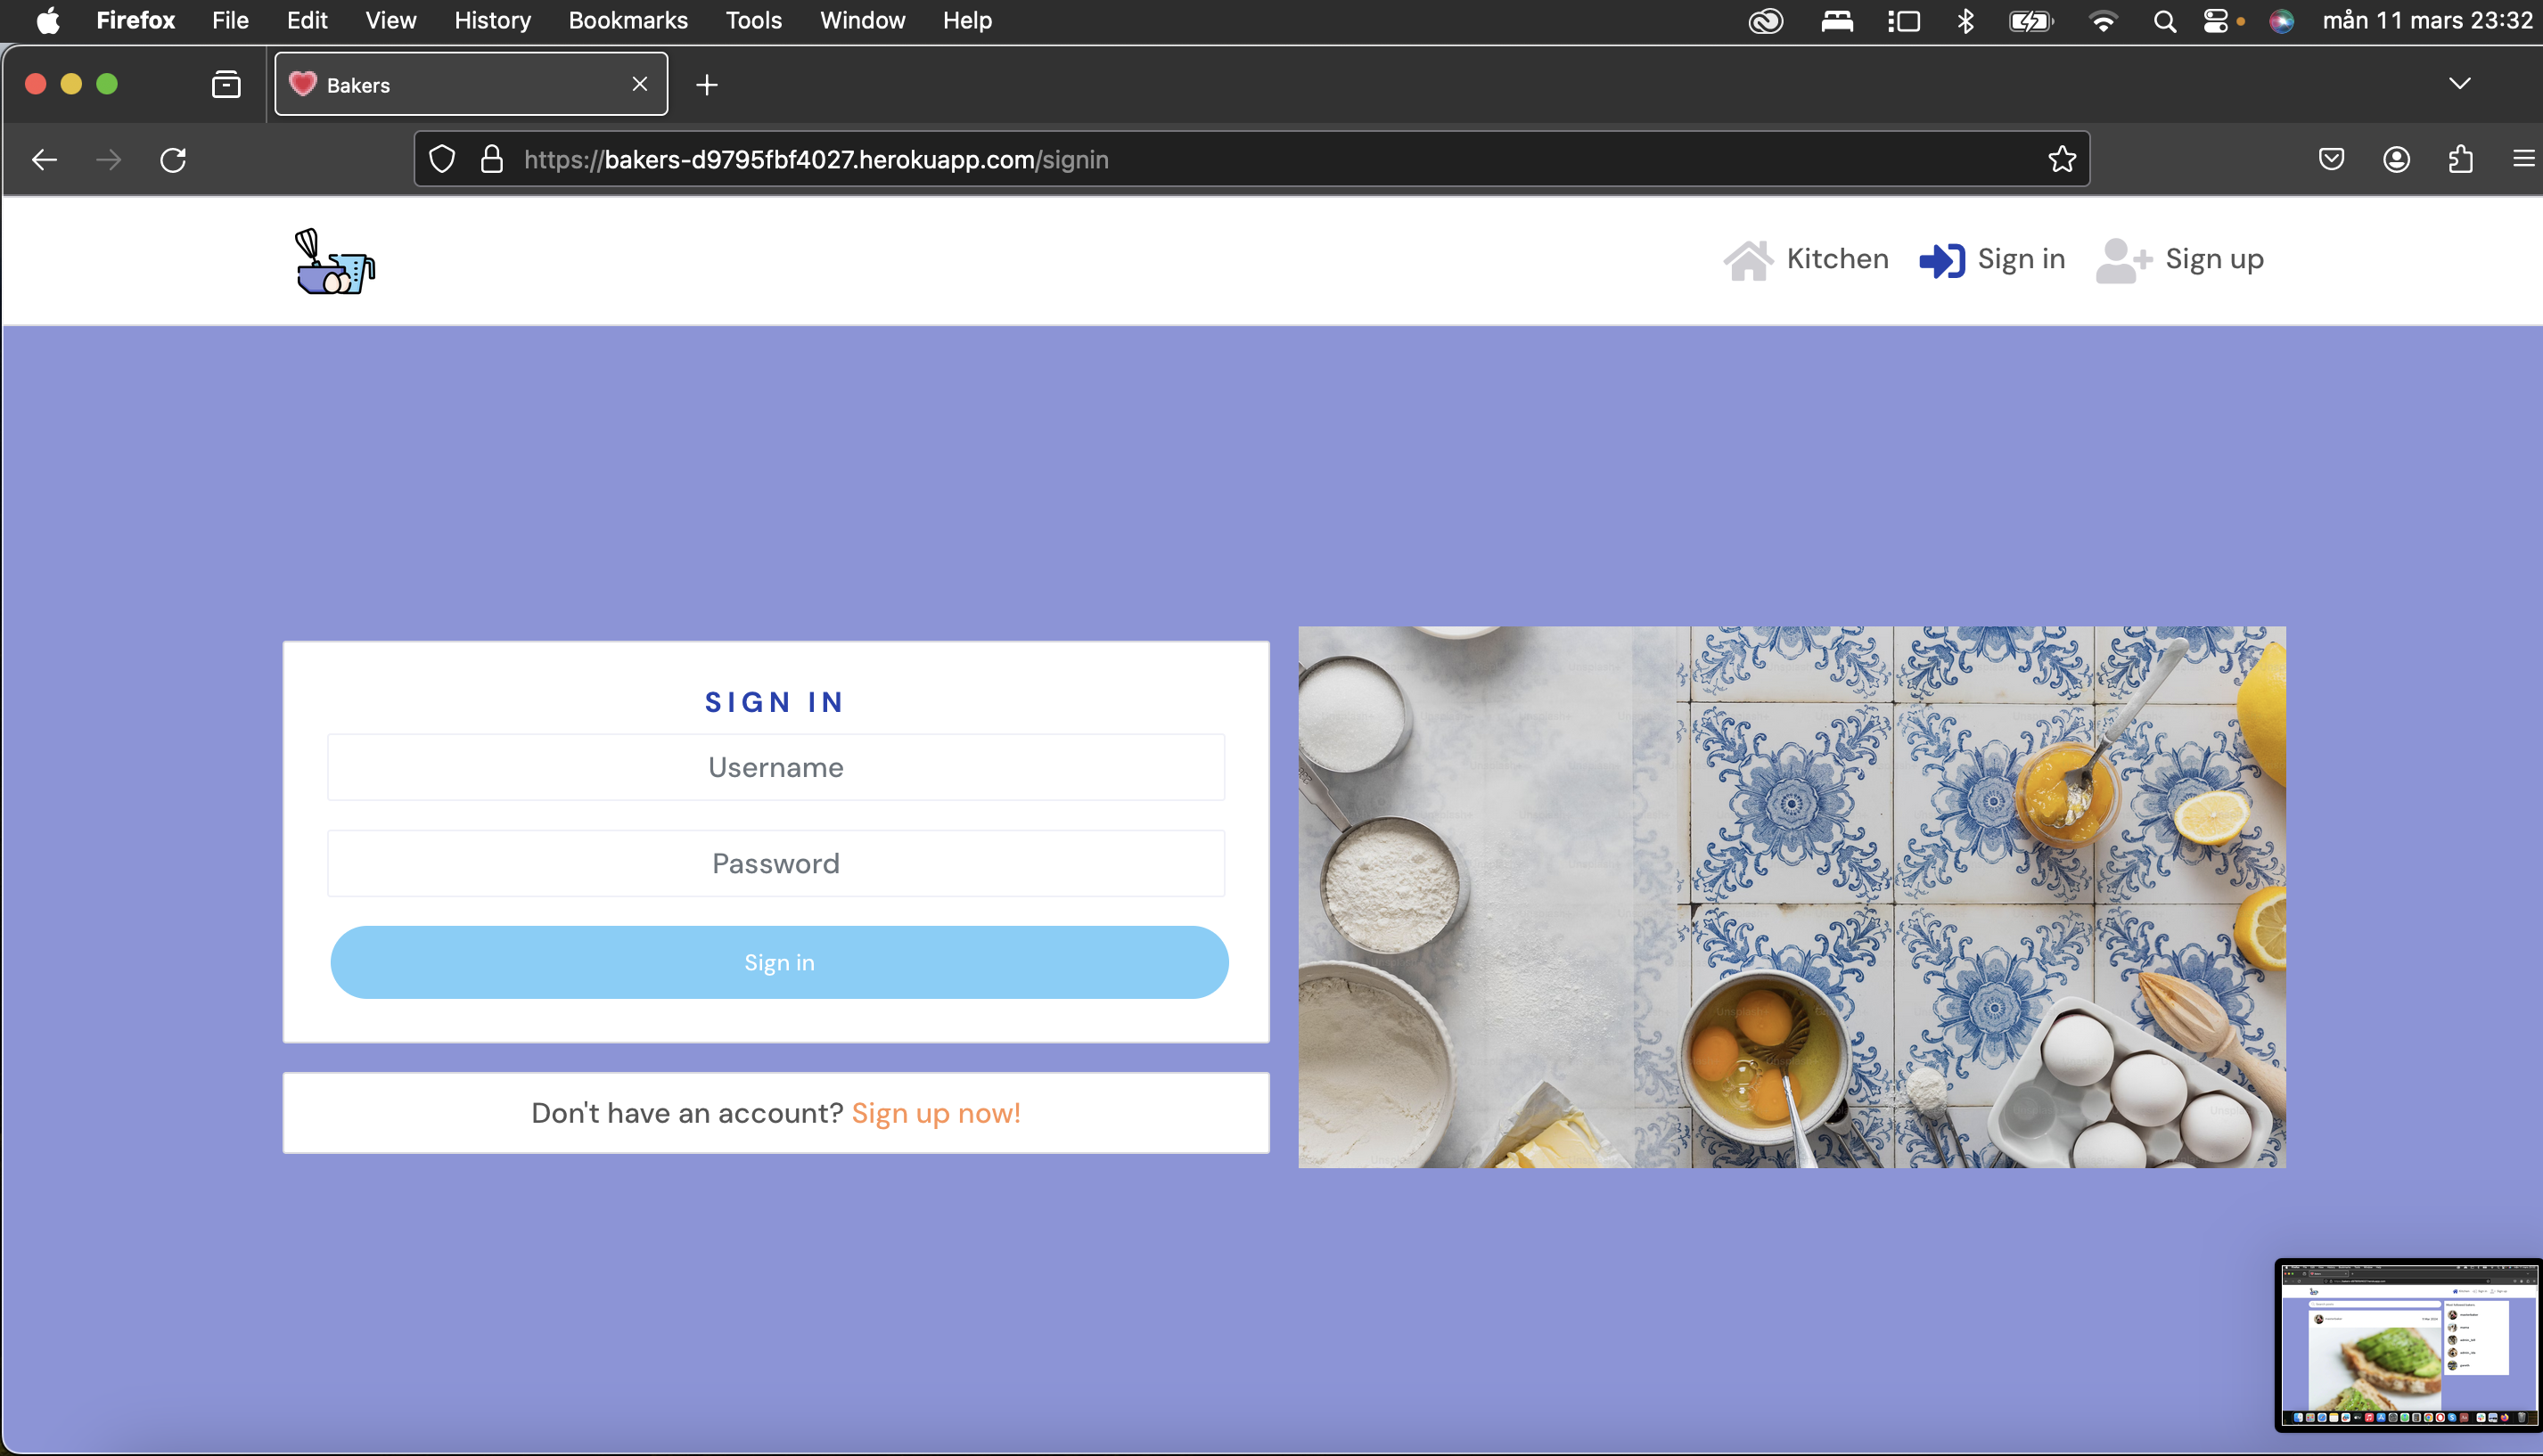 Firefox File Edit View History Bookmarks Tools Window Help mån 11 mars 23:32
Bakers
https://bakers-d9795fbf4027.herokuapp.com/signin
Kitchen Sign in Sign up
SIGN IN
Username
Password
Sign in
Don't have an account? Sign up now!